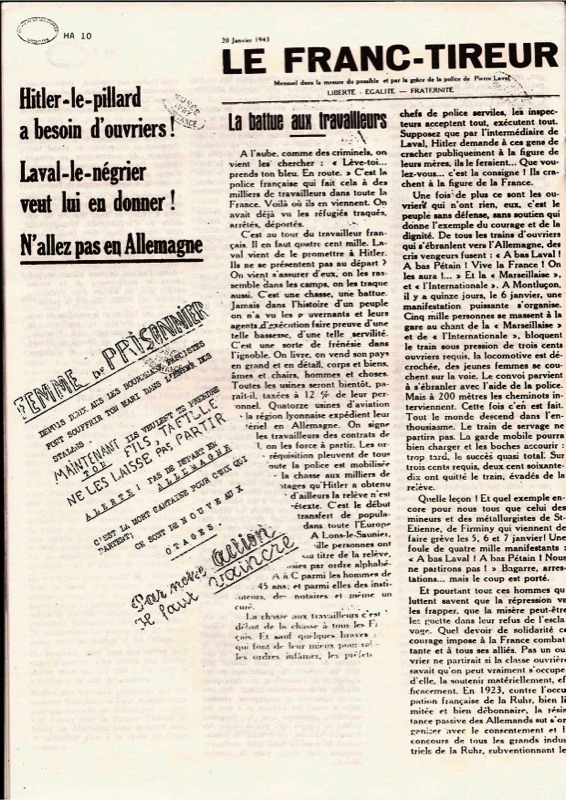 HA 10
Hitler-le-pillard
a besoin d'ouvriers !
Laval-le-négrier
veut lui en donner !
N'allez pas en Allemagne
FEMME DE PRISONNIER
DEPUIS 2 ANS LES BOURREAUX FASCISTES
FONT SOUFFRIR TON MARI DANS L'ENFER DES
STALAGS
MAINTENANT ILS VEULENT TE PRENDRE
TON FILS, TA FILLE
NE LES LAISSE PAS PARTIR
ALERTE ! PAS DE DEPART EN
ALLEMAGNE
C'EST LA MORT CERTAINE POUR CEUX QUI
PARTENT;
CE SONT DE NOUVEAUX
OTAGES.
Par notre action
il faut vaincre
20 Janvier 1943
LE FRANC-TIREUR
Mensuel dans la mesure du possible et par la grâce de la police de Pierre Laval
LIBERTE - EGALITE - FRATERNITE
La battue aux travailleurs
A l'aube, comme des criminels, on
vient les chercher : « Lève-toi...
prends ton bleu. En route. » C'est la
police française qui fait cela à des
milliers de travailleurs dans toute la
France. Voilà où ils en viennent. On
avait déjà vu les réfugiés traqués,
arrêtés, déportés.
C'est au tour du travailleur fran-
çais. Il en faut quatre cent mille. La-
val vient de le promettre à Hitler.
Ils ne se présentent pas au départ ?
On vient s'assurer d'eux, on les ras-
semble dans les camps, on les traque
aussi. C'est une chasse, une battue.
Jamais dans l'histoire d'un peuple
on n'a vu les gouvernants et leurs
agents d'exécution faire preuve d'une
telle bassesse, d'une telle servilité.
C'est une sorte de frénésie dans
l'ignoble. On livre, on vend son pays
en grand et en détail, corps et biens,
âmes et chairs, hommes et choses.
Toutes les usines seront bientôt, pa-
raît-il, taxées à 12 % de leur per-
sonnel. Quatorze usines d'aviation
la région lyonnaise expédient leur
ériel en Allemagne. On signe
les travailleurs des contrats de
l, on les force à partir. Les or-
réquisition pleuvent de tous
oute la police est mobilisée
la chasse aux milliers de
otages qu'Hitler a obtenu
d'ailleurs la relève n'est
rétexte. C'est le début
transfert de popula-
dans toute l'Europe
A Lons-le-Saunier,
ille personnes ont
au titre de la relève,
sies par ordre alphabé-
A à C parmi les hommes de
45 ans; et parmi elles des insti-
tuteurs, des notaires et même un
curé.
La chasse aux travailleurs c'est
début de la chasse à tous les Fr
çais. Et sauf quelques braves
qui font de leur mieux pour
les ordres infâmes, les préfets
chefs de police serviles, les inspec-
teurs acceptent tout, exécutent tout.
Supposez que par l'intermédiaire de
Laval, Hitler demande à ces gens de
cracher publiquement à la figure de
leurs mères, ils le feraient... Que vou-
lez-vous... c'est la consigne ! Ils cra-
chent à la figure de la France.
Une fois de plus ce sont les ou-
vriers qui n'ont rien, eux, c'est le
peuple sans défense, sans soutien qui
donne l'exemple du courage et de la
dignité. De tous les trains d'ouvriers
qui s'ébranlent vers l'Allemagne, des
cris vengeurs fusent : « A bas Laval !
A bas Pétain ! Vive la France ! On
les aura !... » Et la « Marseillaise »,
et « l'Internationale ». A Montluçon,
il y a quinze jours, le 6 janvier, une
manifestation puissante s'organise.
Cinq mille personnes se massent à la
gare au chant de la « Marseillaise »
et de « l'Internationale », bloquent
le train sous pression de trois cents
ouvriers requis, la locomotive est dé-
crochée, des jeunes femmes se cou-
chent sur la voie. Le convoi parvient
à s'ébranler avec l'aide de la police.
Mais à 200 mètres les cheminots in-
terviennent. Cette fois c'en est fait.
Tout le monde descend dans l'en-
thousiasme. Le train de servage ne
partira pas. La garde mobile pourra
bien charger et les boches accourir :
trop tard, le succès quasi total. Sur
trois cents requis, deux cent soixante-
dix ont quitté le train, évadés de la
relève.
Quelle leçon ! Et quel exemple en-
core pour nous tous que celui des
mineurs et des métallurgistes de St-
Etienne, de Firminy qui viennent de
faire grève les 5, 6 et 7 janvier! Une
foule de quatre mille manifestants :
« A bas Laval ! A bas Pétain ! Nous
ne partirons pas ! » Bagarre, arres-
tations... mais le coup est porté.
Et pourtant tous ces hommes qu
luttent savent que la répression va
les frapper, que la misère peut-être
les guette dans leur refus de l'escla
vage. Quel devoir de solidarité ce
courage impose à la France combat
tante et à tous ses alliés. Pas un ou
vrier ne partirait si la classe ouvrière
savait qu'on peut vraiment s'occuper
d'elle, la soutenir matériellement, ef
ficacement. En 1923, contre l'occu
pation française de la Ruhr, bien li
mitée et bien débonnaire, la résis
tance passive des Allemands sut s'or
ganiser avec le consentement et l
concours de tous les grands indus
triels de la Ruhr, subventionnant le